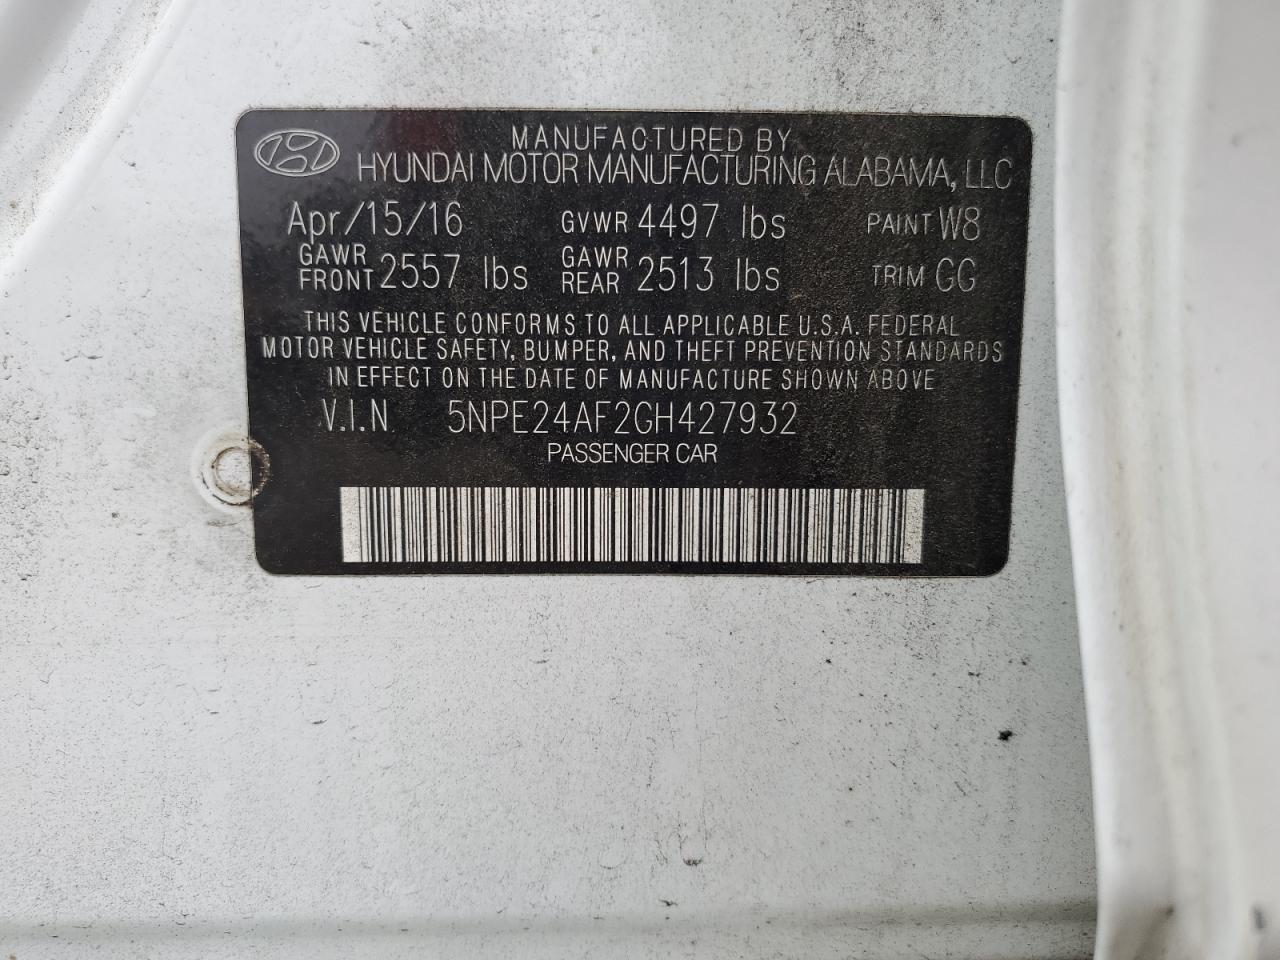 MANUFACTURED BY
HYUNDAI MOTOR MANUFACTURING ALABAMA, LLC
Apr/15/16 GVWR 4497 lbs PAINT W8
GAWR FRONT 2557 lbs GAWR REAR 2513 lbs TRIM GG
THIS VEHICLE CONFORMS TO ALL APPLICABLE U.S.A. FEDERAL
MOTOR VEHICLE SAFETY, BUMPER, AND THEFT PREVENTION STANDARDS
IN EFFECT ON THE DATE OF MANUFACTURE SHOWN ABOVE
V.I.N. 5NPE24AF2GH427932
PASSENGER CAR